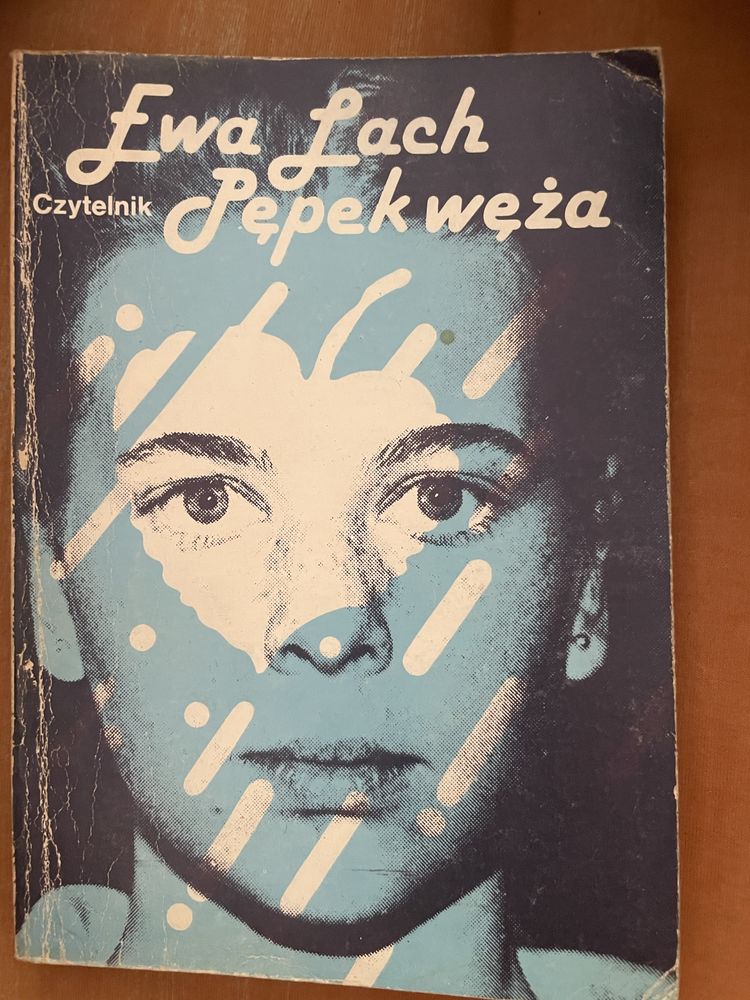 Ewa Lach
Czytelnik
Pępek węża